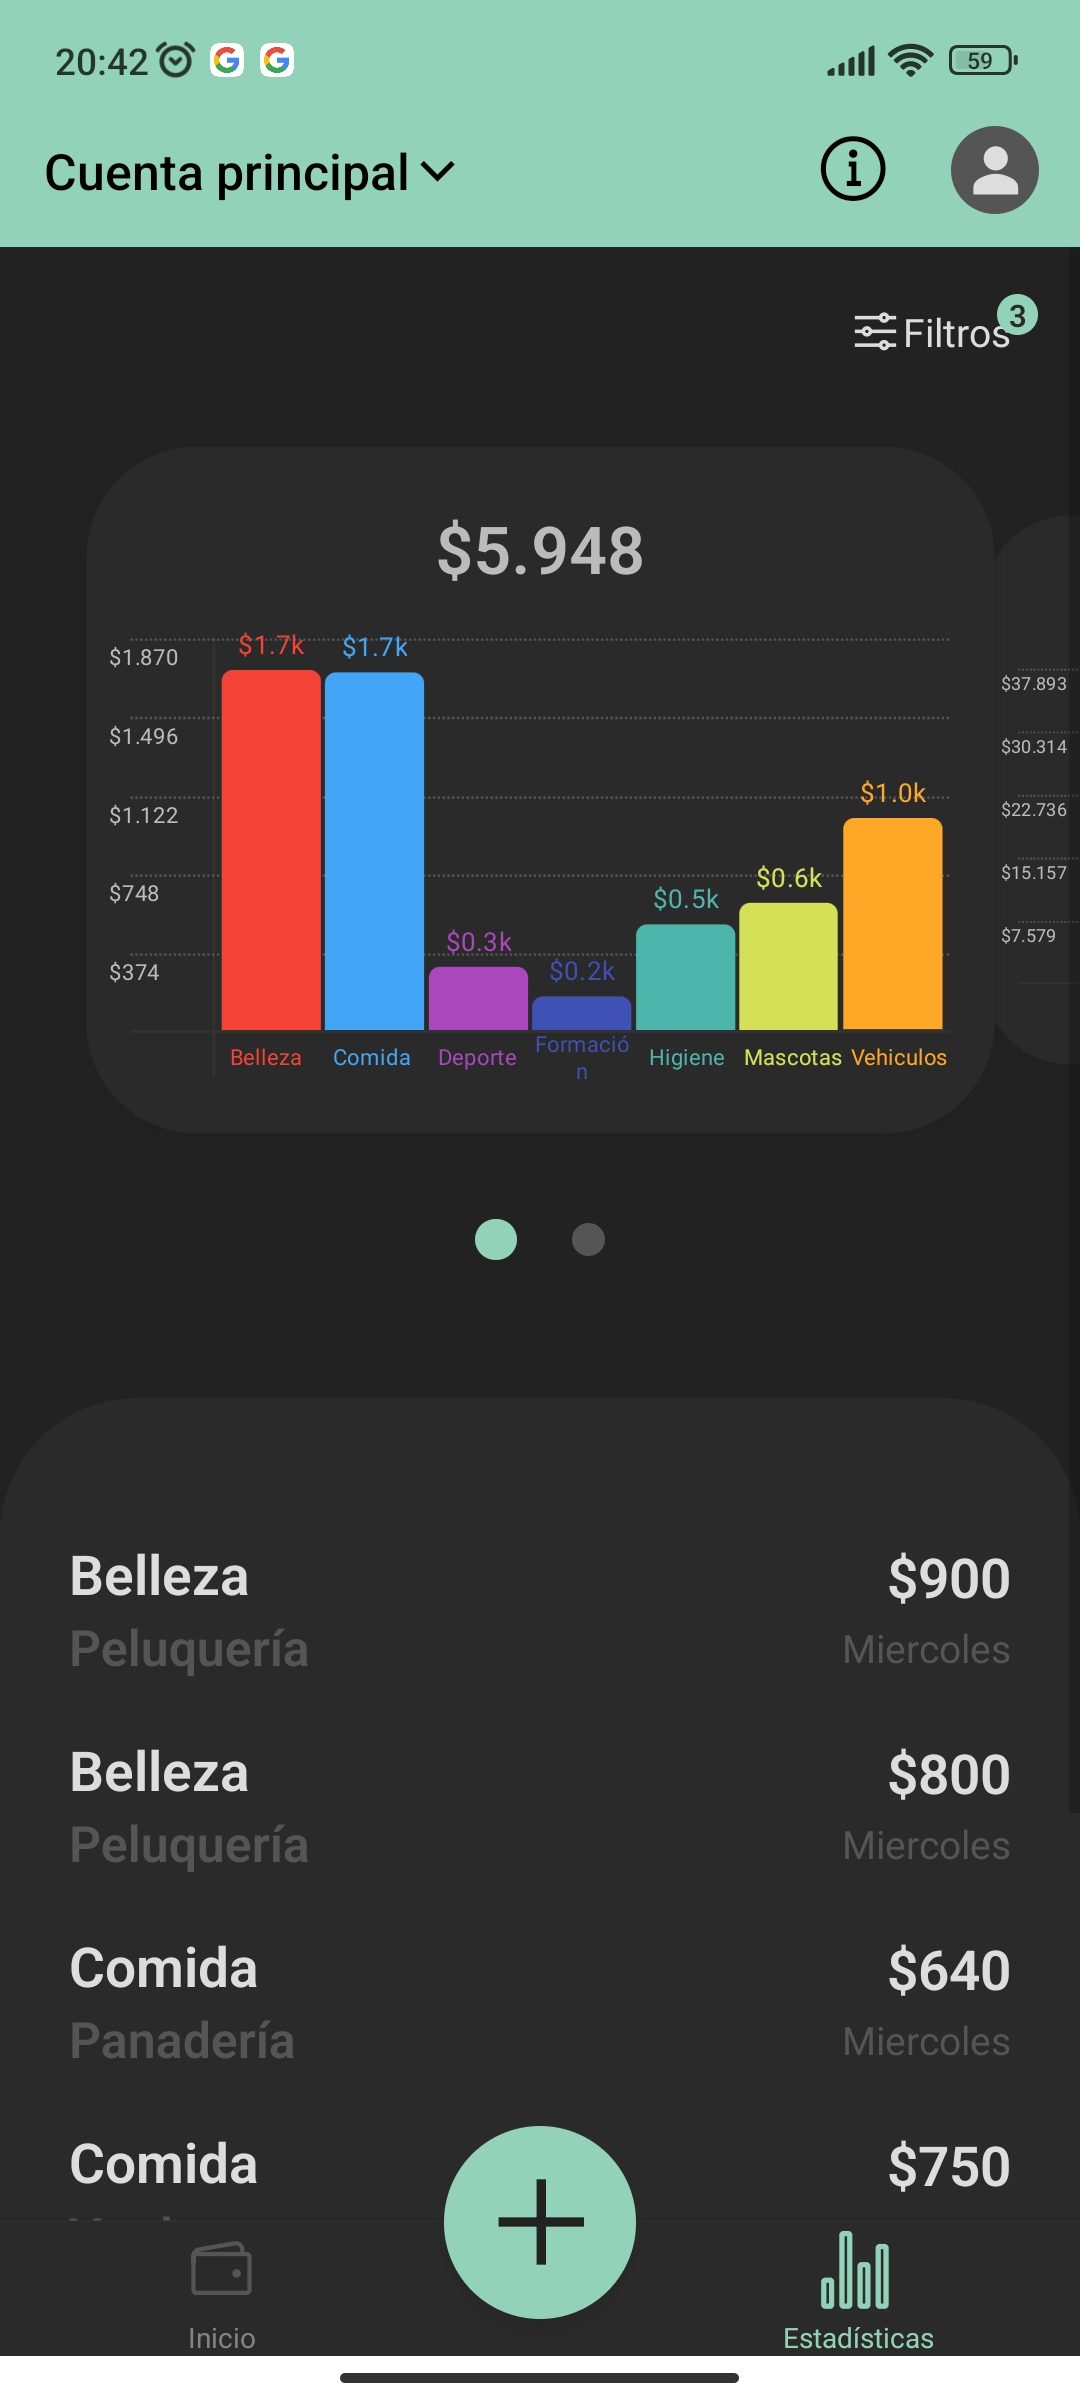 20:42
59
Cuenta principal
Filtros 3
$5.948
$1.7k $1.7k
$1.870
$37.893
$1.496
$30.314
$1.0k
$1.122
$22.736
$0.6k
$748
$0.5k
$15.157
$0.3k
$7.579
$374
$0.2k
Belleza Comida Deporte Formació
n Higiene Mascotas Vehiculos
Belleza $900
Peluquería Miercoles
Belleza $800
Peluquería Miercoles
Comida $640
Panadería Miercoles
Comida $750
Inicio Estadísticas